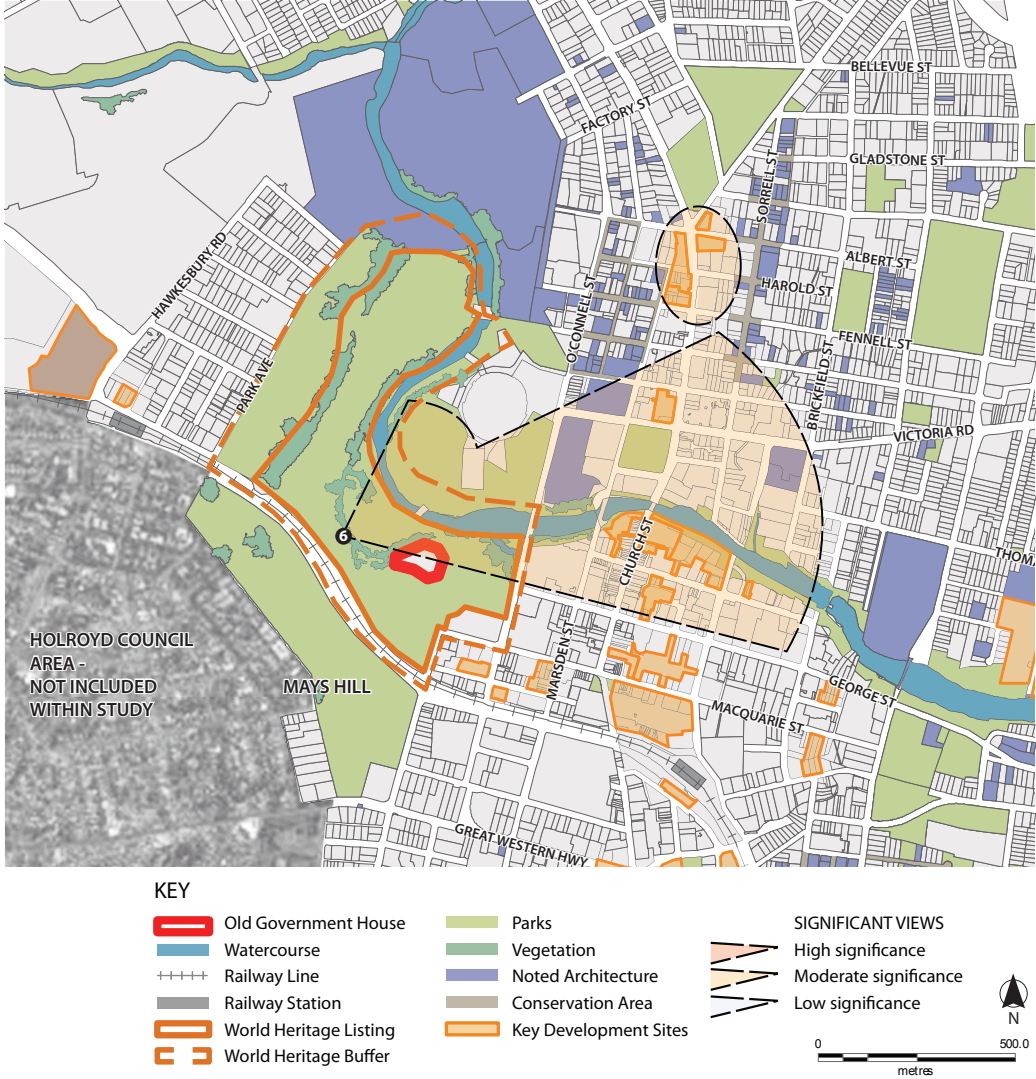 BELLEVUE ST
FACTORY ST
GLADSTONE ST
SORRELL ST
HAWKESBURY RD
ALBERT ST
HAROLD ST
O'CONNELL ST
FENNELL ST
PARK AVE
BRICKFIELD ST
VICTORIA RD
6
CHURCH ST
THOMA
HOLROYD COUNCIL
AREA -
NOT INCLUDED
WITHIN STUDY
MAYS HILL
MARSDEN ST
GEORGE ST
MACQUARIE ST
GREAT WESTERN HWY
KEY
Old Government House
Watercourse
Railway Line
Railway Station
World Heritage Listing
World Heritage Buffer
Parks
Vegetation
Noted Architecture
Conservation Area
Key Development Sites
SIGNIFICANT VIEWS
High significance
Moderate significance
Low significance
N
0 500.0
metres